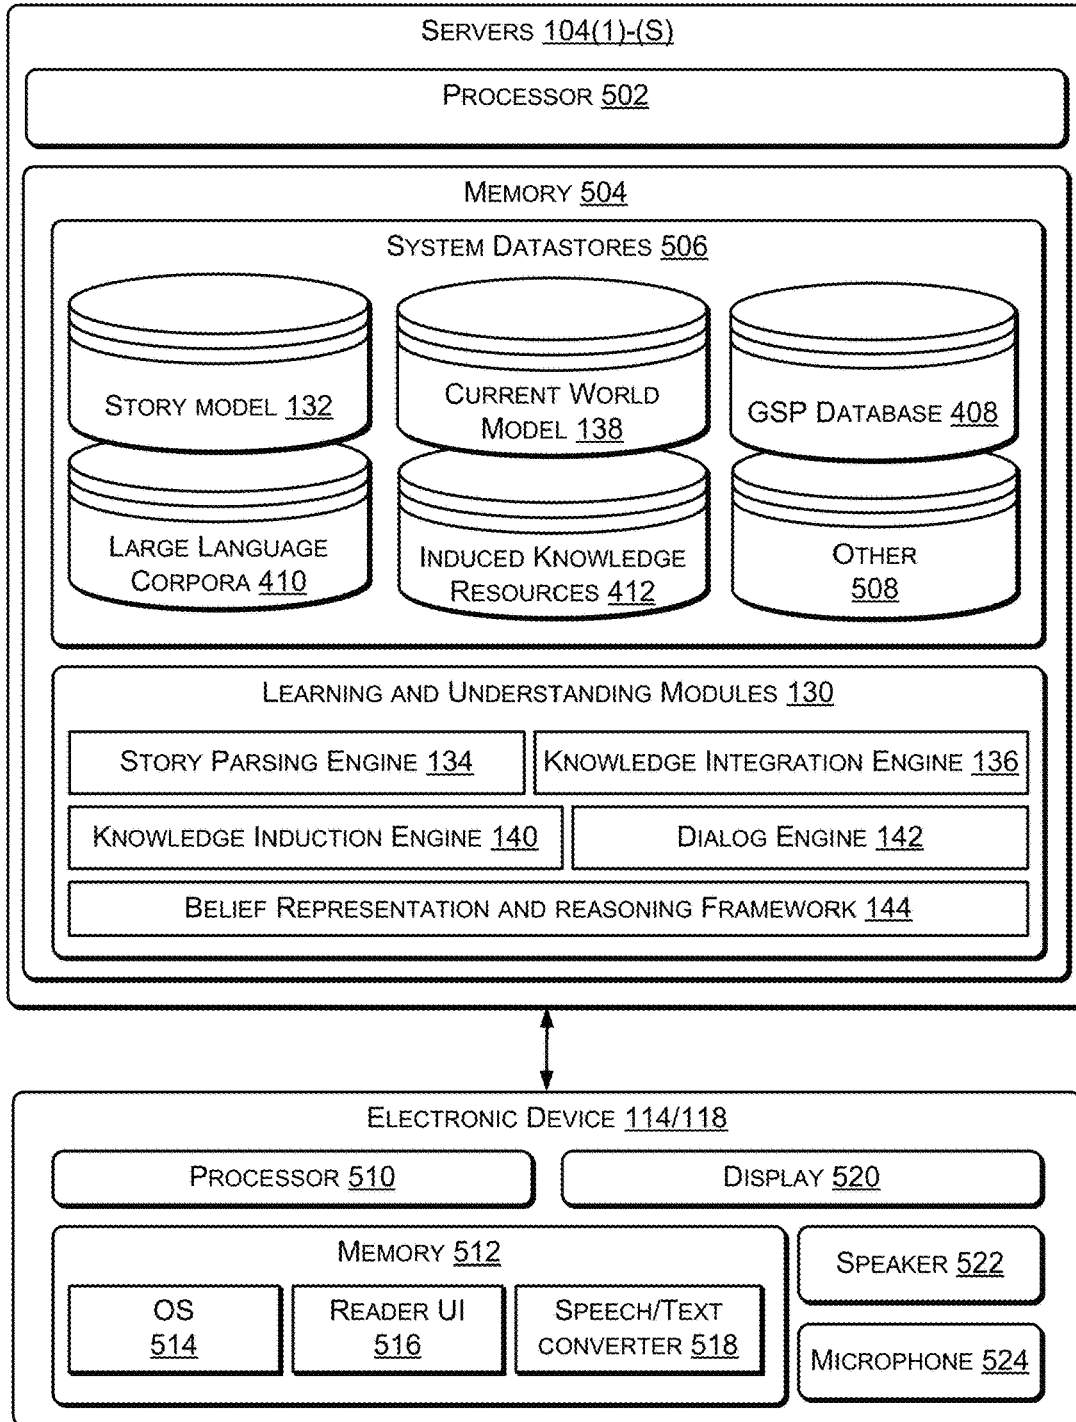 SERVERS 104(1)-(S)
PROCESSOR 502
MEMORY 504
SYSTEM DATASTORES 506
STORY MODEL 132
CURRENT WORLD
MODEL 138
GSP DATABASE 408
LARGE LANGUAGE
CORPORA 410
INDUCED KNOWLEDGE
RESOURCES 412
OTHER
508
LEARNING AND UNDERSTANDING MODULES 130
STORY PARSING ENGINE 134
KNOWLEDGE INTEGRATION ENGINE 136
KNOWLEDGE INDUCTION ENGINE 140
DIALOG ENGINE 142
BELIEF REPRESENTATION AND REASONING FRAMEWORK 144
ELECTRONIC DEVICE 114/118
PROCESSOR 510
DISPLAY 520
MEMORY 512
OS
514
READER UI
516
SPEECH/TEXT
CONVERTER 518
SPEAKER 522
MICROPHONE 524